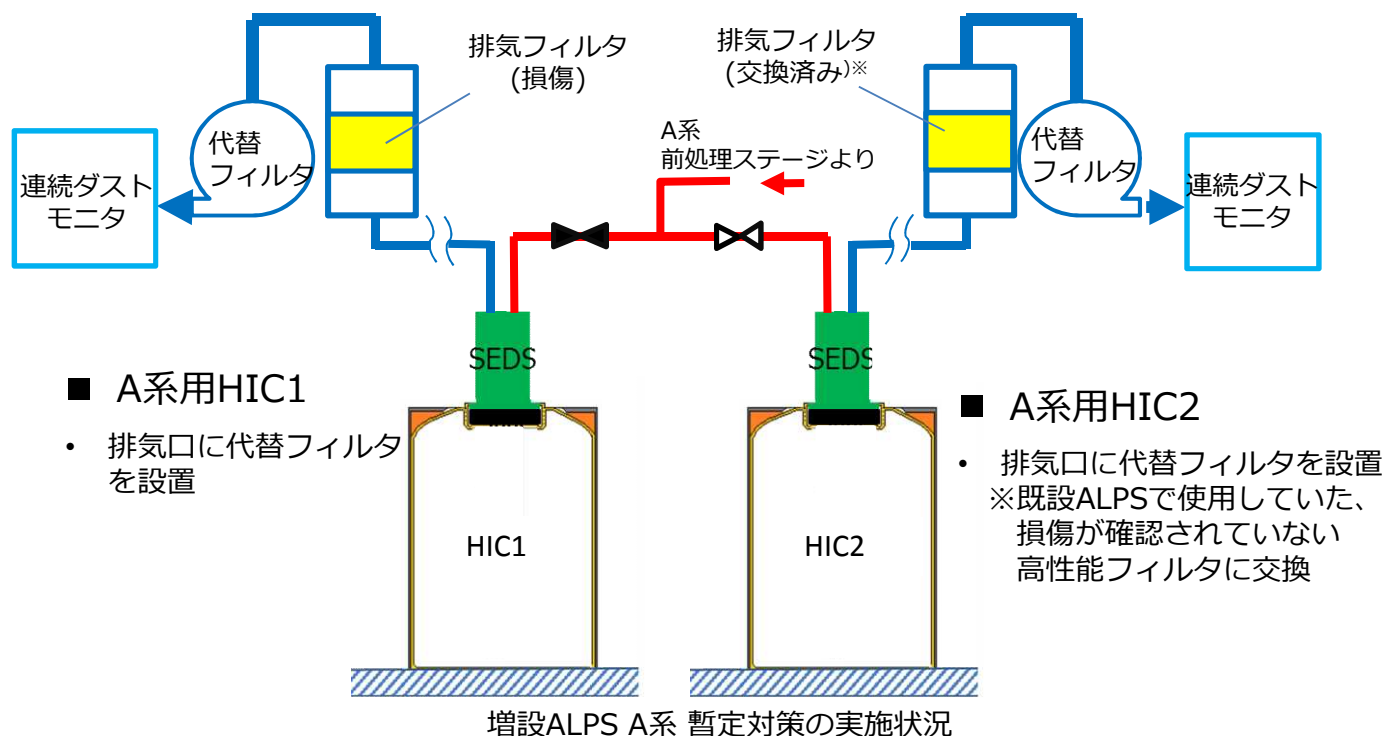 排気フィルタ
(損傷)
排気フィルタ
(交換済み)※
代替
フィルタ
A系
前処理ステージより
代替
フィルタ
連続ダスト
モニタ
連続ダスト
モニタ
SEDS
SEDS
■ A系用HIC1
• 排気口に代替フィルタ
を設置
■ A系用HIC2
• 排気口に代替フィルタを設置
※既設ALPSで使用していた、
損傷が確認されていない
高性能フィルタに交換
HIC1
HIC2
増設ALPS A系 暫定対策の実施状況